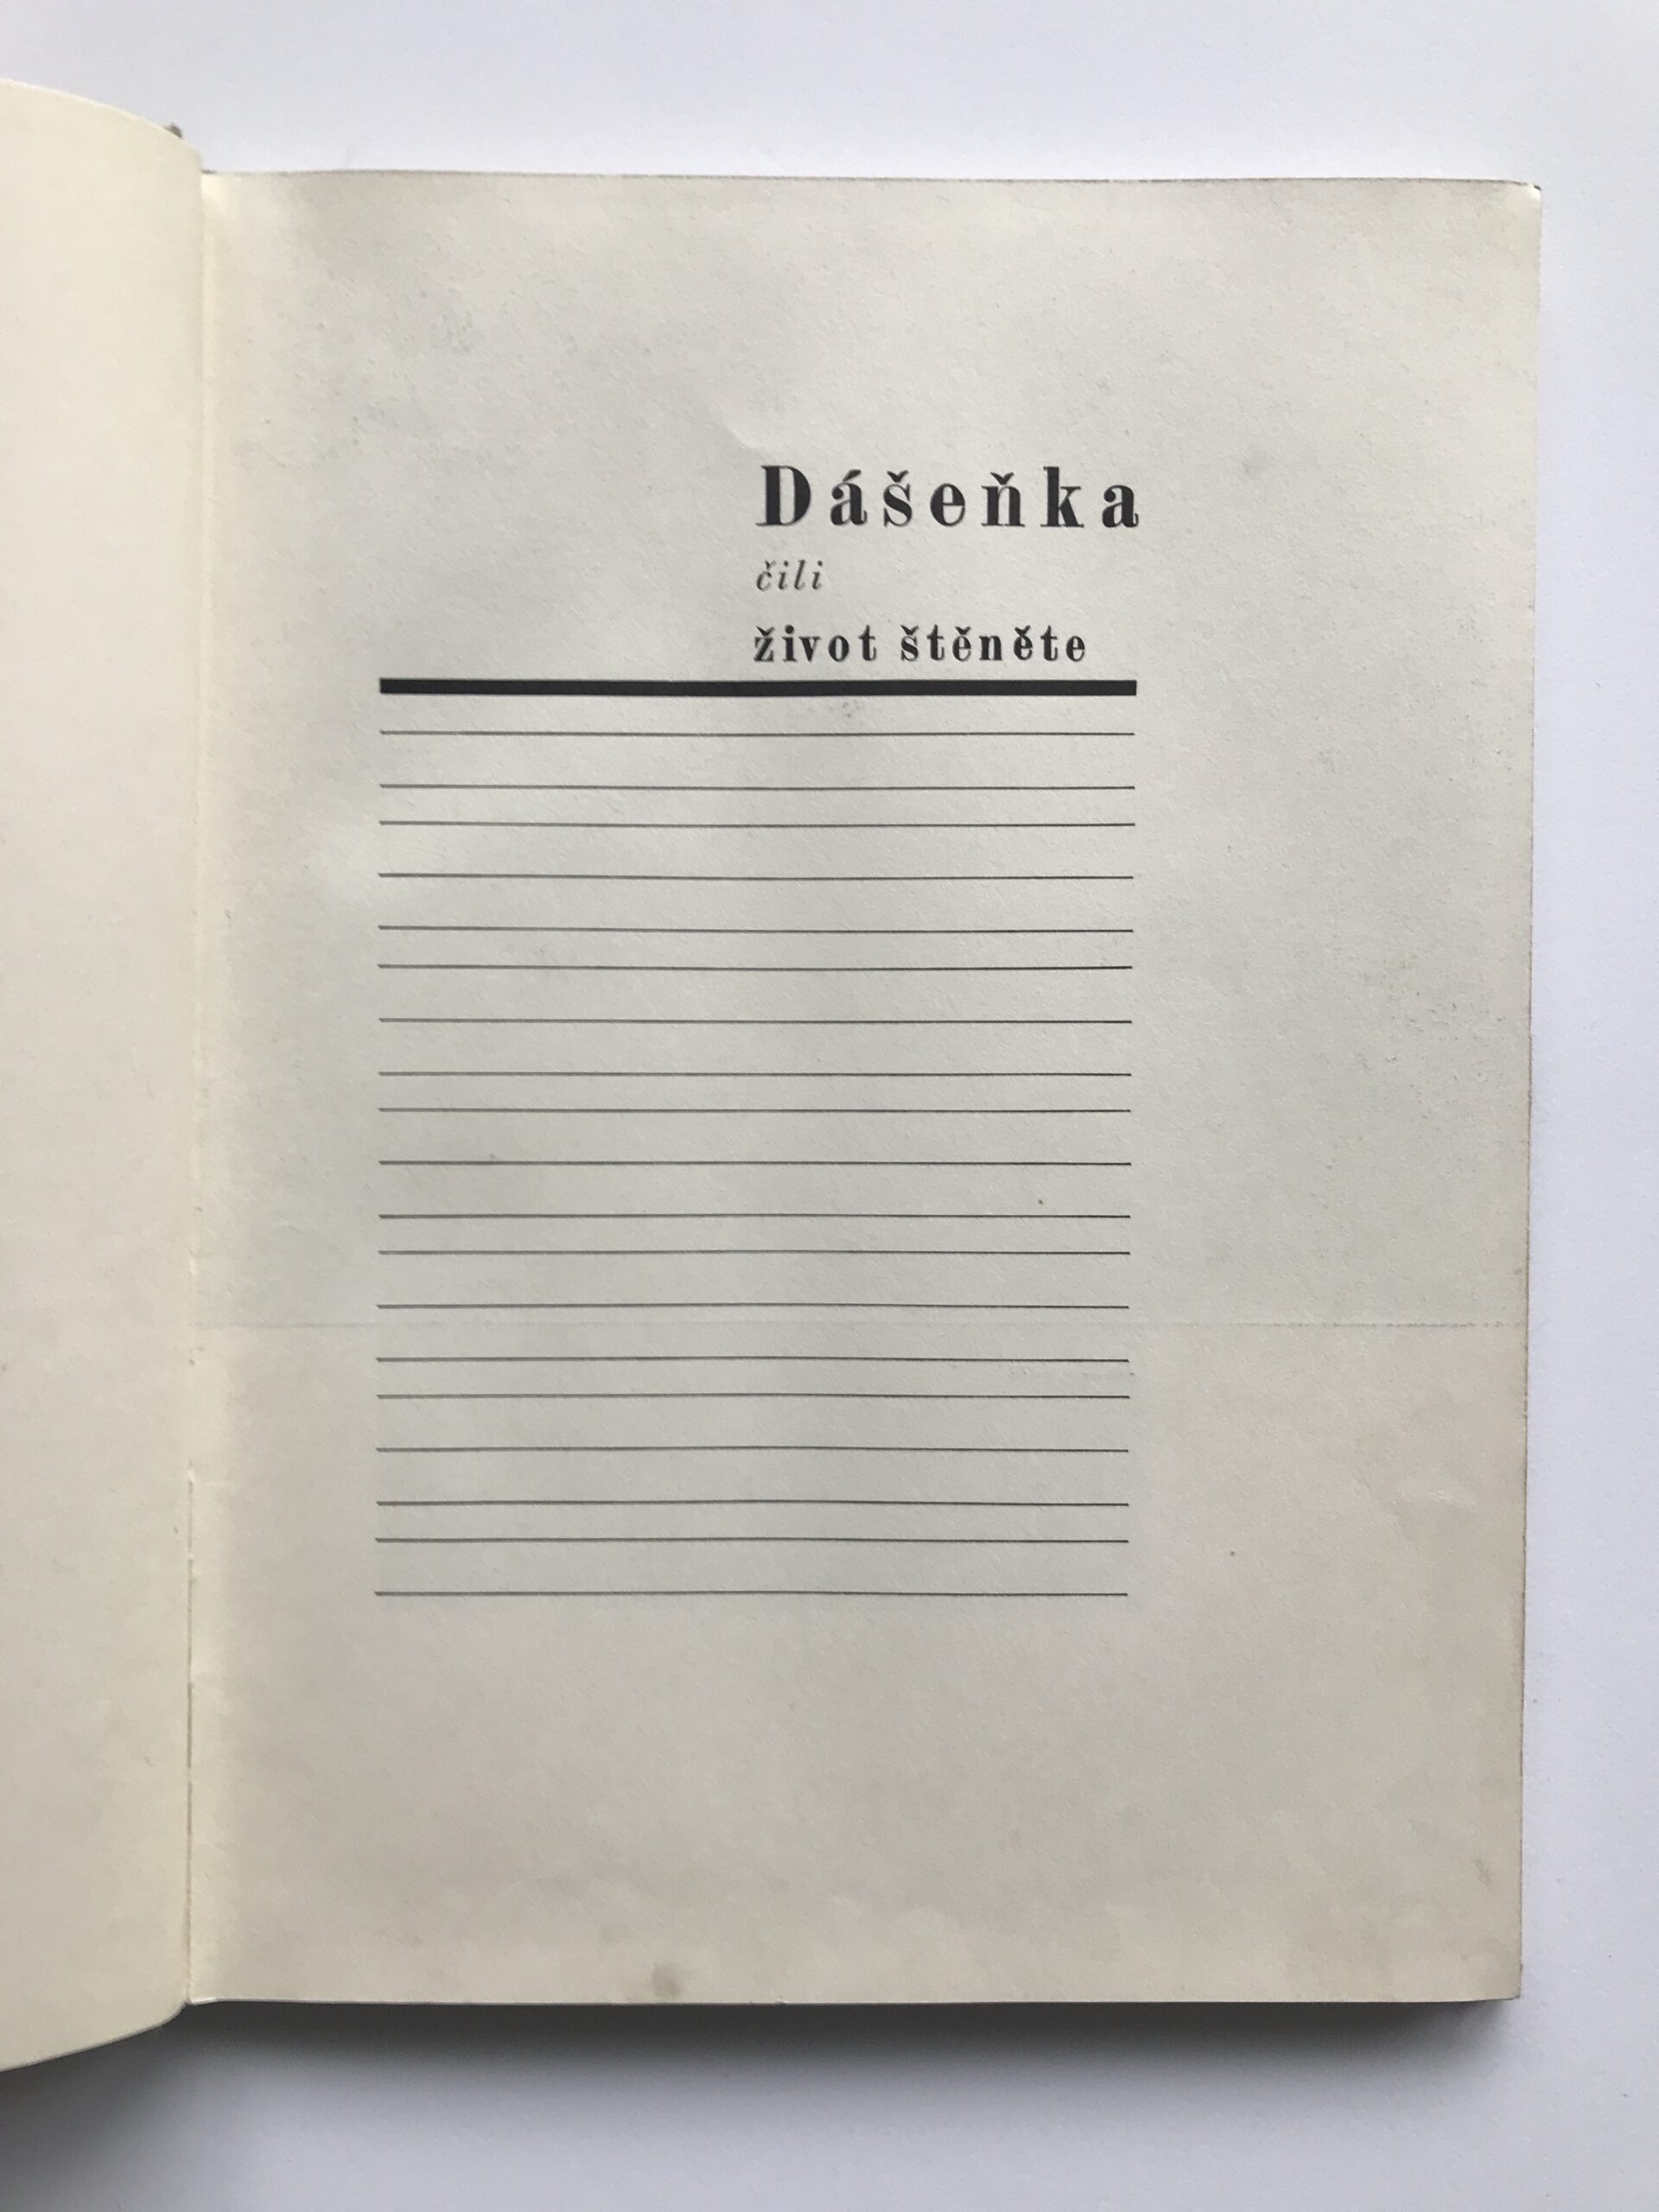 Dášeňka
čili
život štěněte